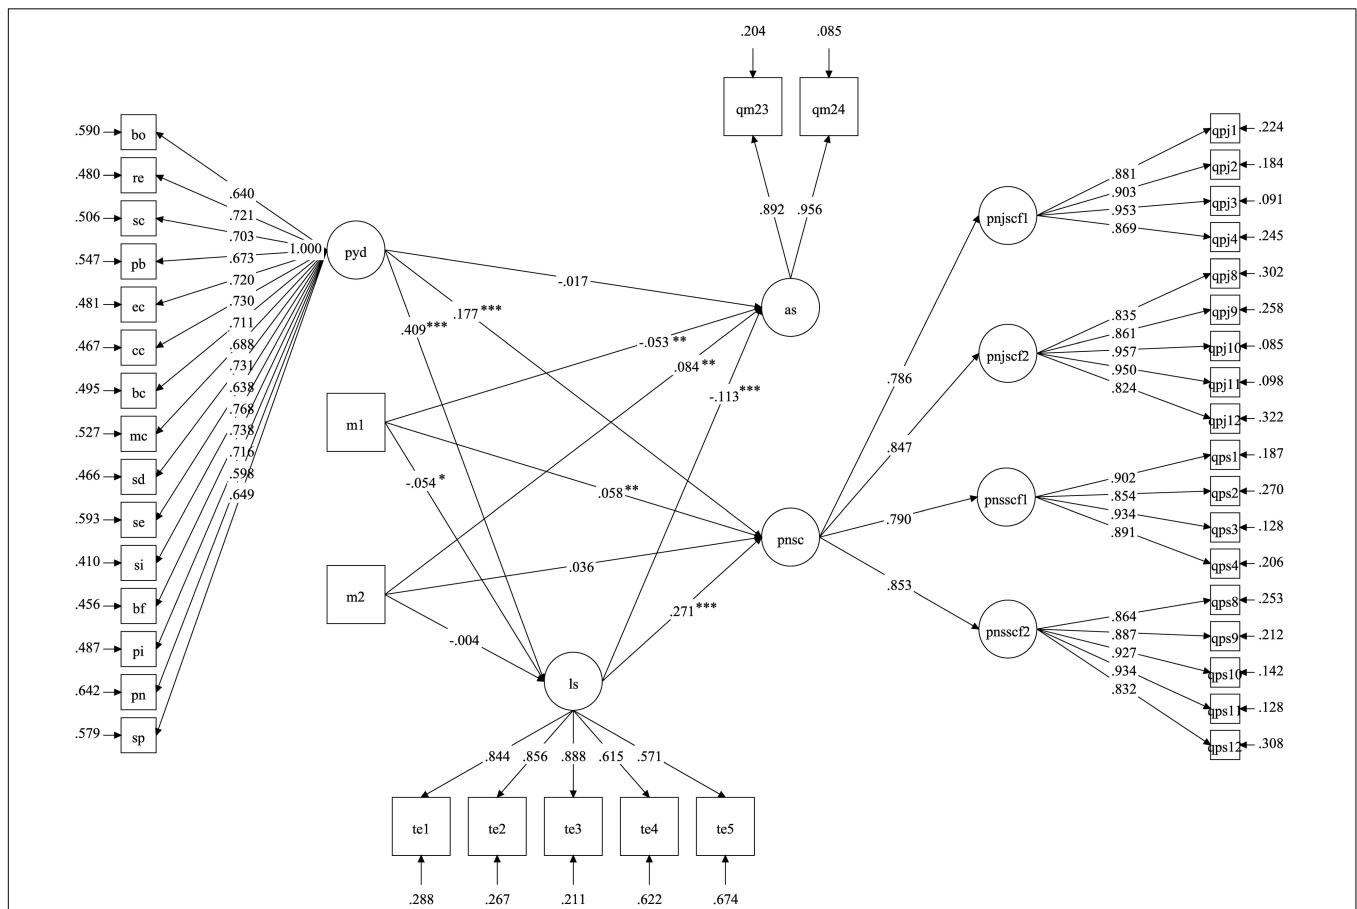 .204 .085
qm23 qm24
.892 .956
.590 bo
.480 re
.506 sc
.547 pb
.481 ec
.467 cc
.495 bc
.527 mc
.466 sd
.593 se
.410 si
.456 bf
.487 pi
.642 pn
.579 sp
.640
.721
.703
.673
.720
.730
.711
.688
.731
.638
.768
.738
.716
.598
.649
1.000
pyd
m1
m2
-.017
.177***
.409***
-.053**
.084**
-.113***
-.054*
.058**
.036
-.004
.271***
as
pnsc
ls
.844 .856 .888 .615 .571
te1 te2 te3 te4 te5
.288 .267 .211 .622 .674
.786
.847
.790
.853
pnjscf1
pnjscf2
pnsscf1
pnsscf2
.881
.903
.953
.869
.835
.861
.957
.950
.824
.902
.854
.934
.891
.864
.887
.927
.934
.832
qpj1 .224
qpj2 .184
qpj3 .091
qpj4 .245
qpj8 .302
qpj9 .258
qpj10 .085
qpj11 .098
qpj12 .322
qps1 .187
qps2 .270
qps3 .128
qps4 .206
qps8 .253
qps9 .212
qps10 .142
qps11 .128
qps12 .308